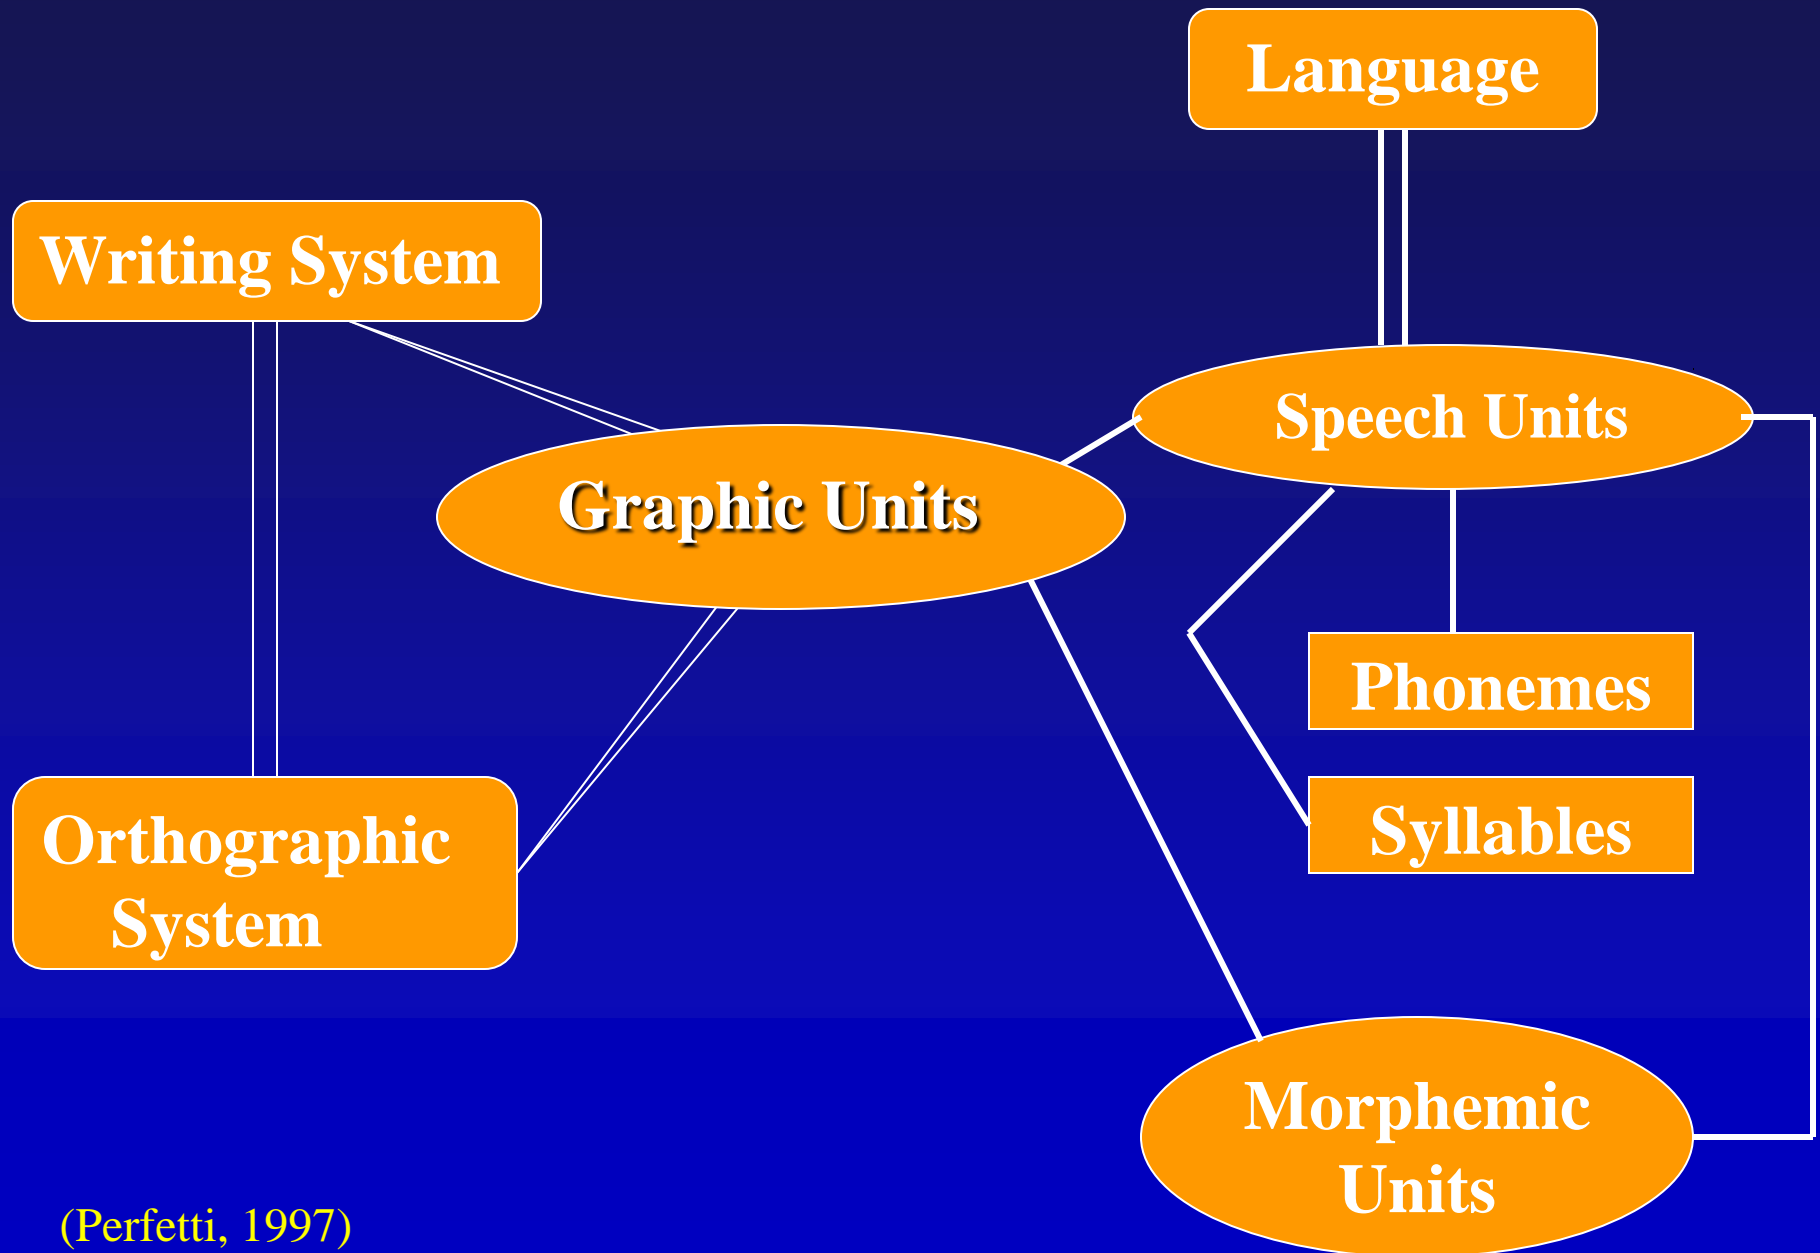 Language
Writing System
Speech Units
Graphic Units
Phonemes
Syllables
Orthographic
System
Morphemic
Units
(Perfetti, 1997)